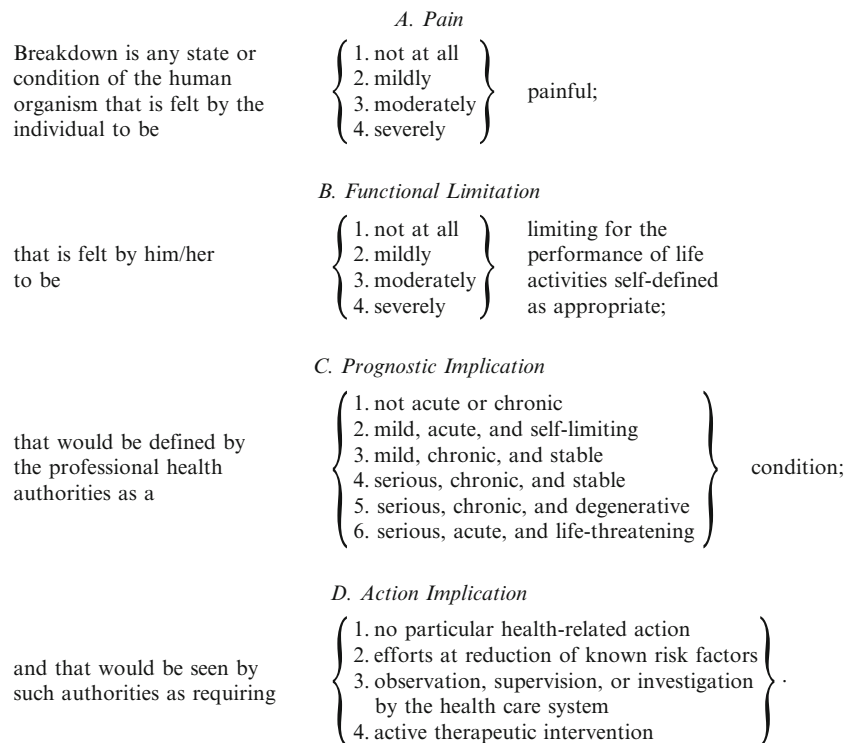 A. Pain
Breakdown is any state or
condition of the human
organism that is felt by the
individual to be
1. not at all
2. mildly
3. moderately
4. severely
painful;
B. Functional Limitation
that is felt by him/her
to be
1. not at all
2. mildly
3. moderately
4. severely
limiting for the
performance of life
activities self-defined
as appropriate;
C. Prognostic Implication
that would be defined by
the professional health
authorities as a
1. not acute or chronic
2. mild, acute, and self-limiting
3. mild, chronic, and stable
4. serious, chronic, and stable
5. serious, chronic, and degenerative
6. serious, acute, and life-threatening
condition;
D. Action Implication
and that would be seen by
such authorities as requiring
1. no particular health-related action
2. efforts at reduction of known risk factors
3. observation, supervision, or investigation
by the health care system
4. active therapeutic intervention
.